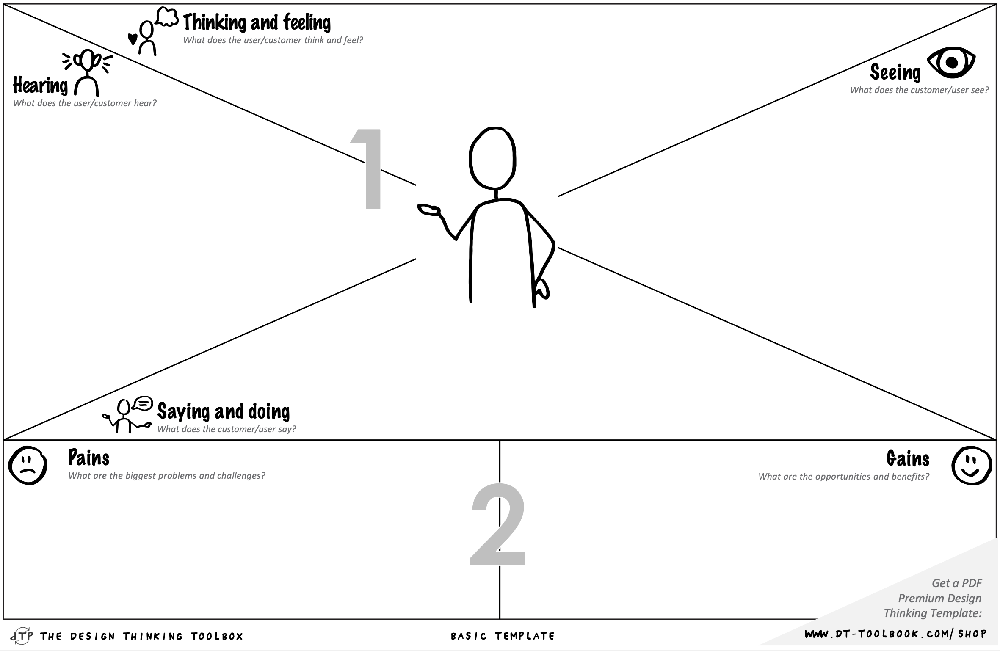 Thinking and feeling
What does the user/customer think and feel?
Hearing
What does the user/customer hear?
Seeing
What does the customer/user see?
1
Saying and doing
What does the customer/user say?
Pains
What are the biggest problems and challenges?
Gains
What are the opportunities and benefits?
2
Get a PDF
Premium Design
Thinking Template:
WWW.DT-TOOLBOOK.COM/SHOP
dTP THE DESIGN THINKING TOOLBOX
BASIC TEMPLATE